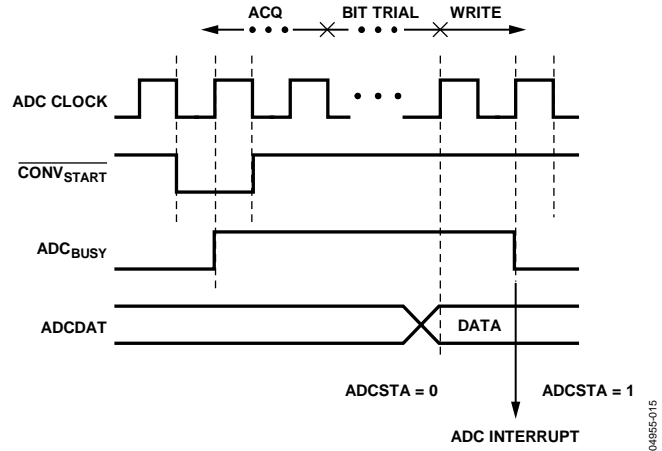 ACQ BIT TRIAL WRITE
ADC CLOCK
CONVSTART
ADCBUSY
ADCDAT DATA
ADCSTA = 0 ADCSTA = 1
ADC INTERRUPT
04955-015